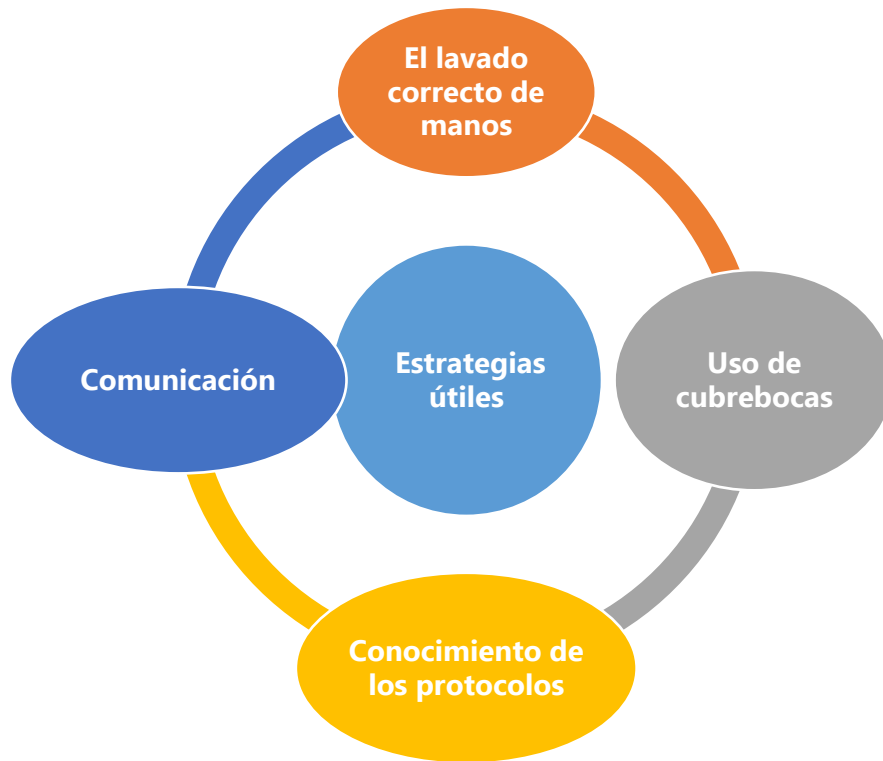 El lavado
correcto de
manos
Comunicación
Estrategias
útiles
Uso de
cubrebocas
Conocimiento de
los protocolos